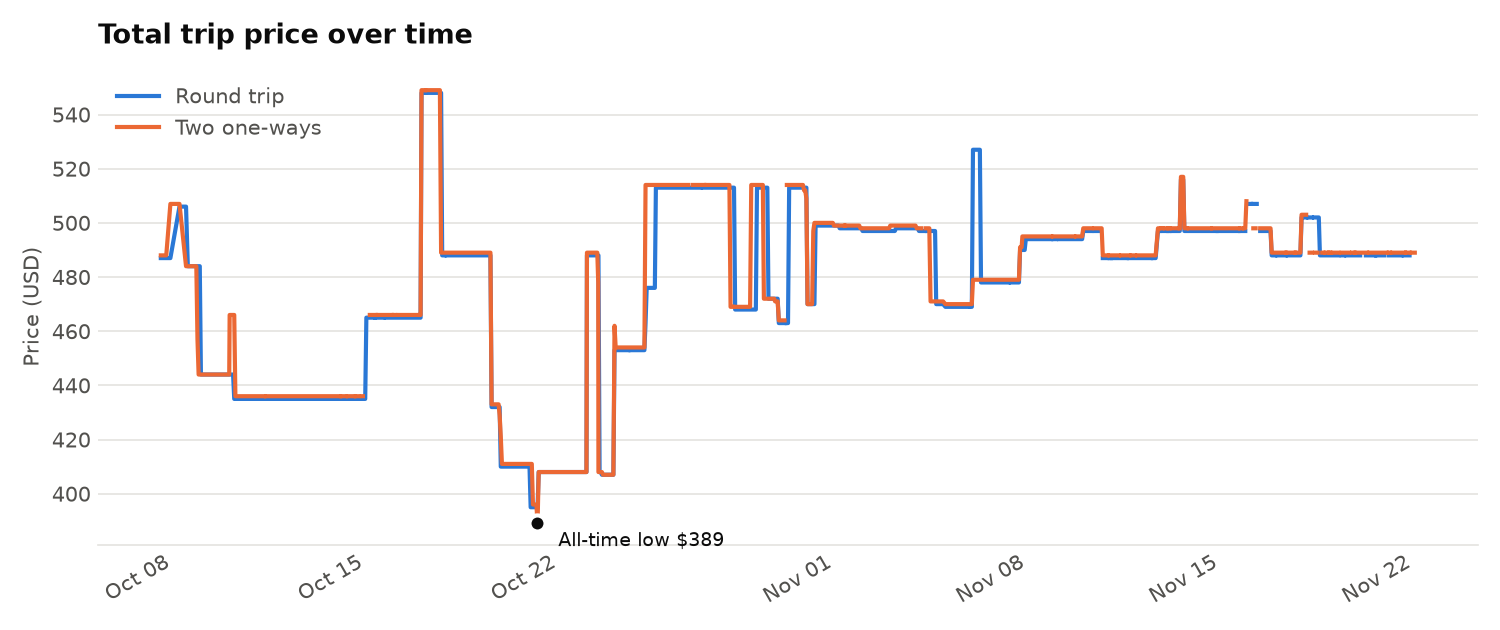 Total trip price over time
Round trip
Two one-ways
Price (USD)
540
520
500
480
460
440
420
400
All-time low $389
Oct 08
Oct 15
Oct 22
Nov 01
Nov 08
Nov 15
Nov 22